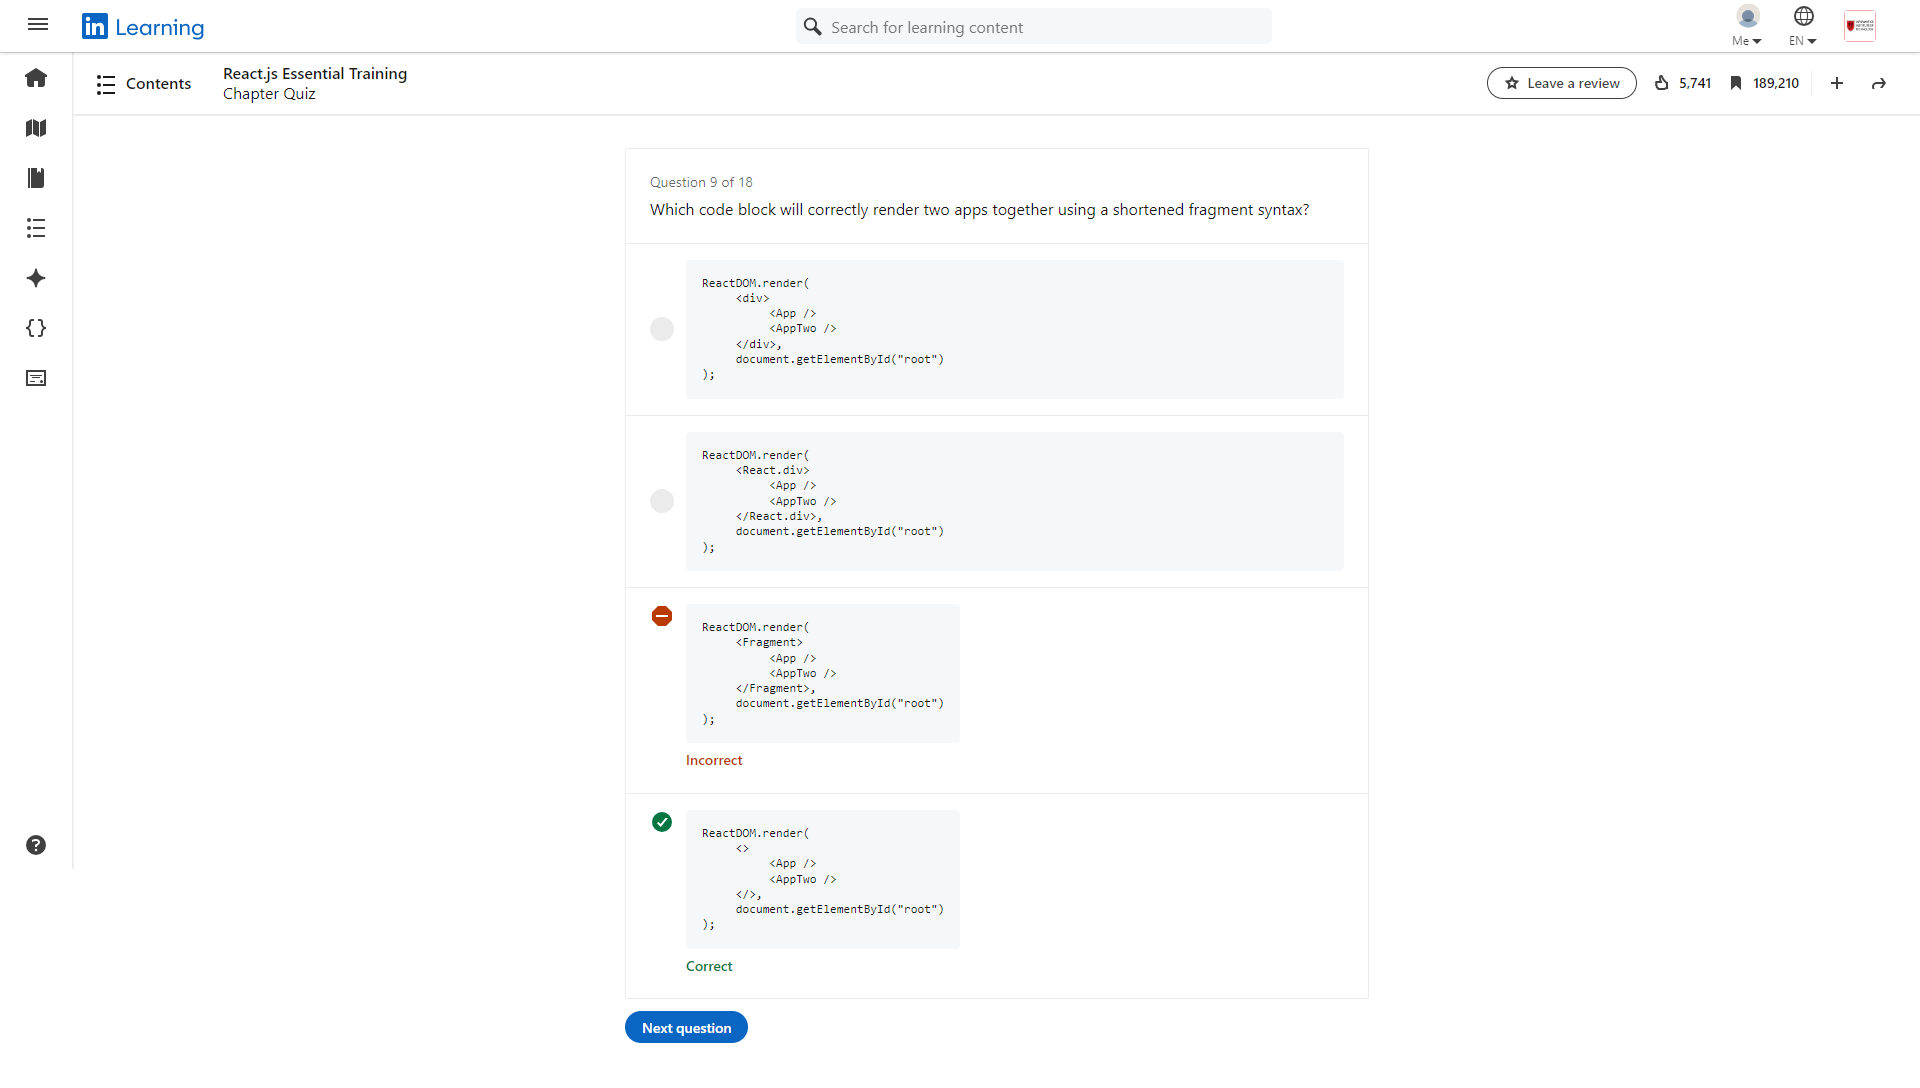 in Learning
Search for learning content
Me
EN
Contents
React.js Essential Training
Chapter Quiz
Leave a review
5,741
189,210
Question 9 of 18
Which code block will correctly render two apps together using a shortened fragment syntax?
ReactDOM.render(
<div>
<App />
<AppTwo />
</div>,
document.getElementById("root")
);
ReactDOM.render(
<React.div>
<App />
<AppTwo />
</React.div>,
document.getElementById("root")
);
ReactDOM.render(
<Fragment>
<App />
<AppTwo />
</Fragment>,
document.getElementById("root")
);
Incorrect
ReactDOM.render(
<>
<App />
<AppTwo />
</>,
document.getElementById("root")
);
Correct
Next question